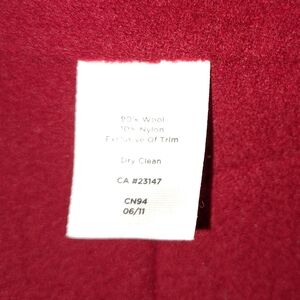 90% Wool
10% Nylon
Exclusive Of Trim
Dry Clean
CA #23147
CN94
06/11